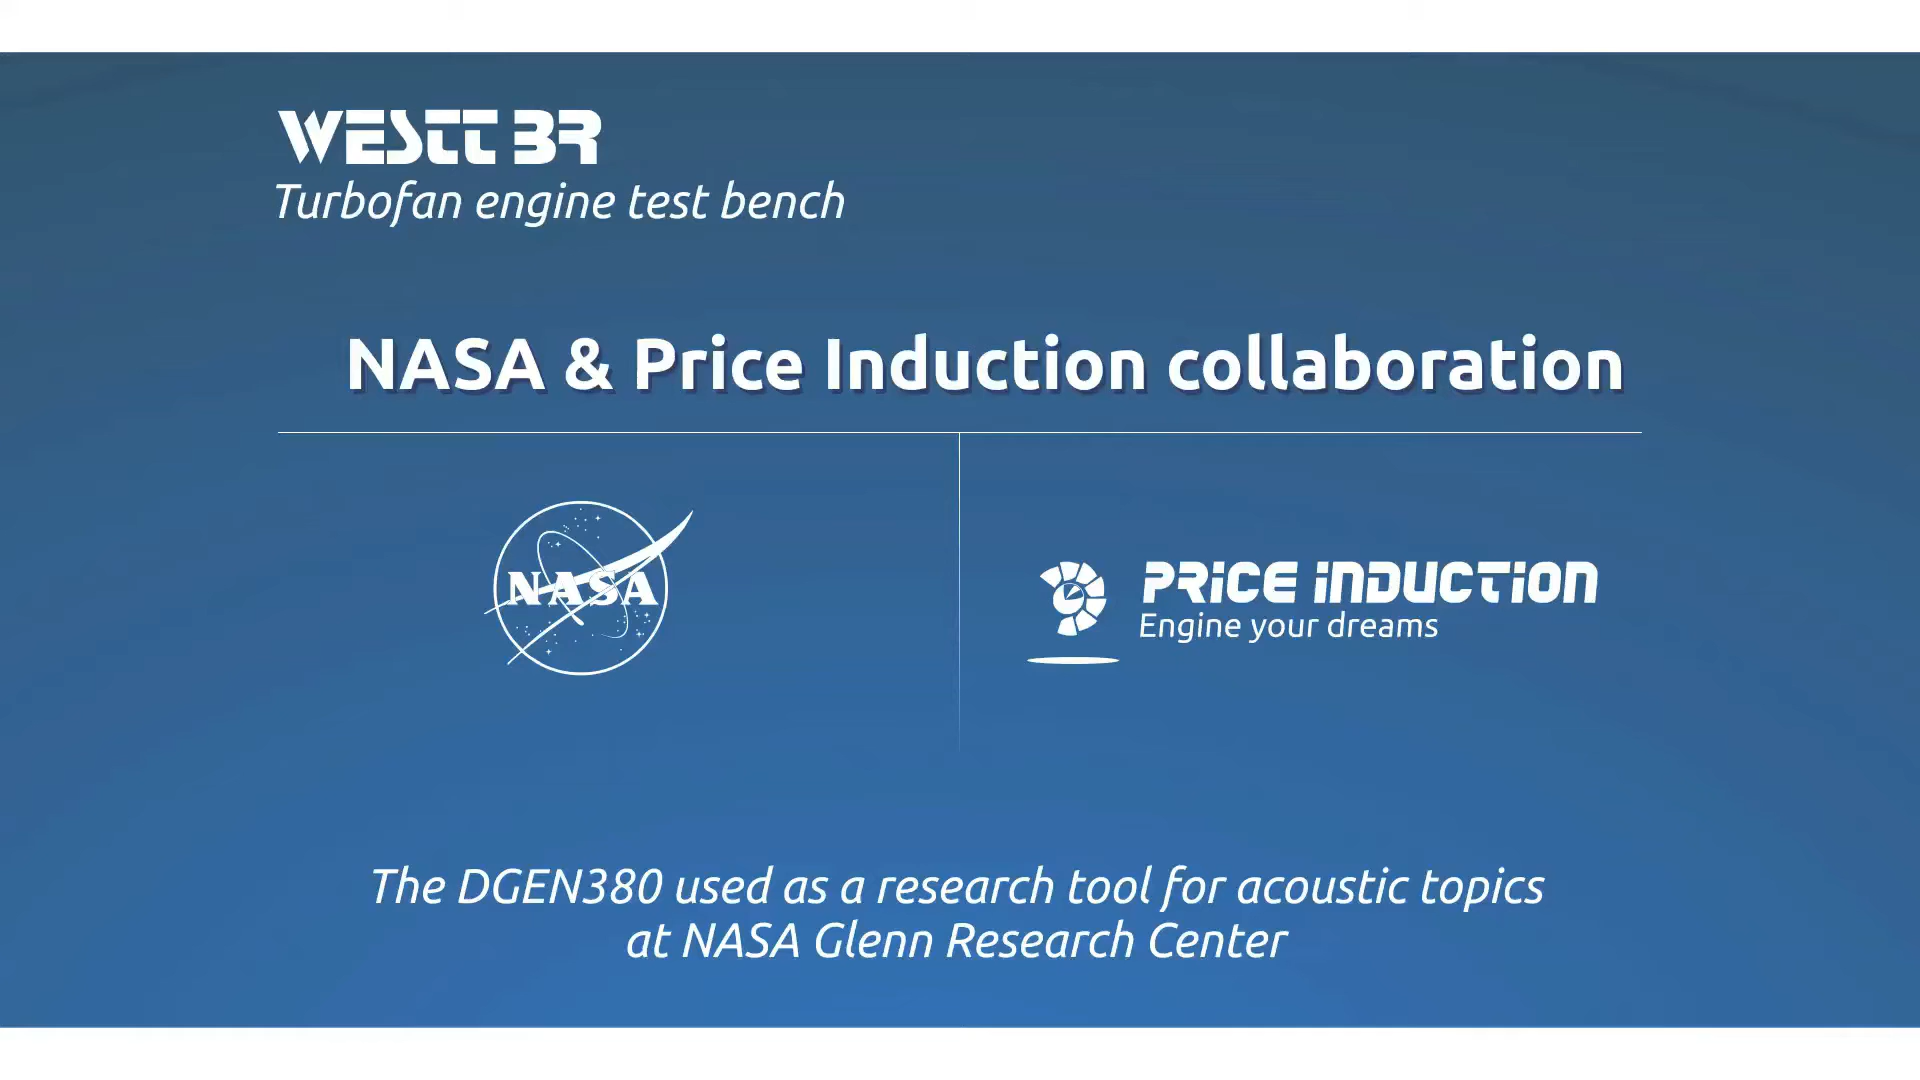 WESTT BR
Turbofan engine test bench
NASA & Price Induction collaboration
NASA
PRICE INDUCTION
Engine your dreams
The DGEN380 used as a research tool for acoustic topics
at NASA Glenn Research Center